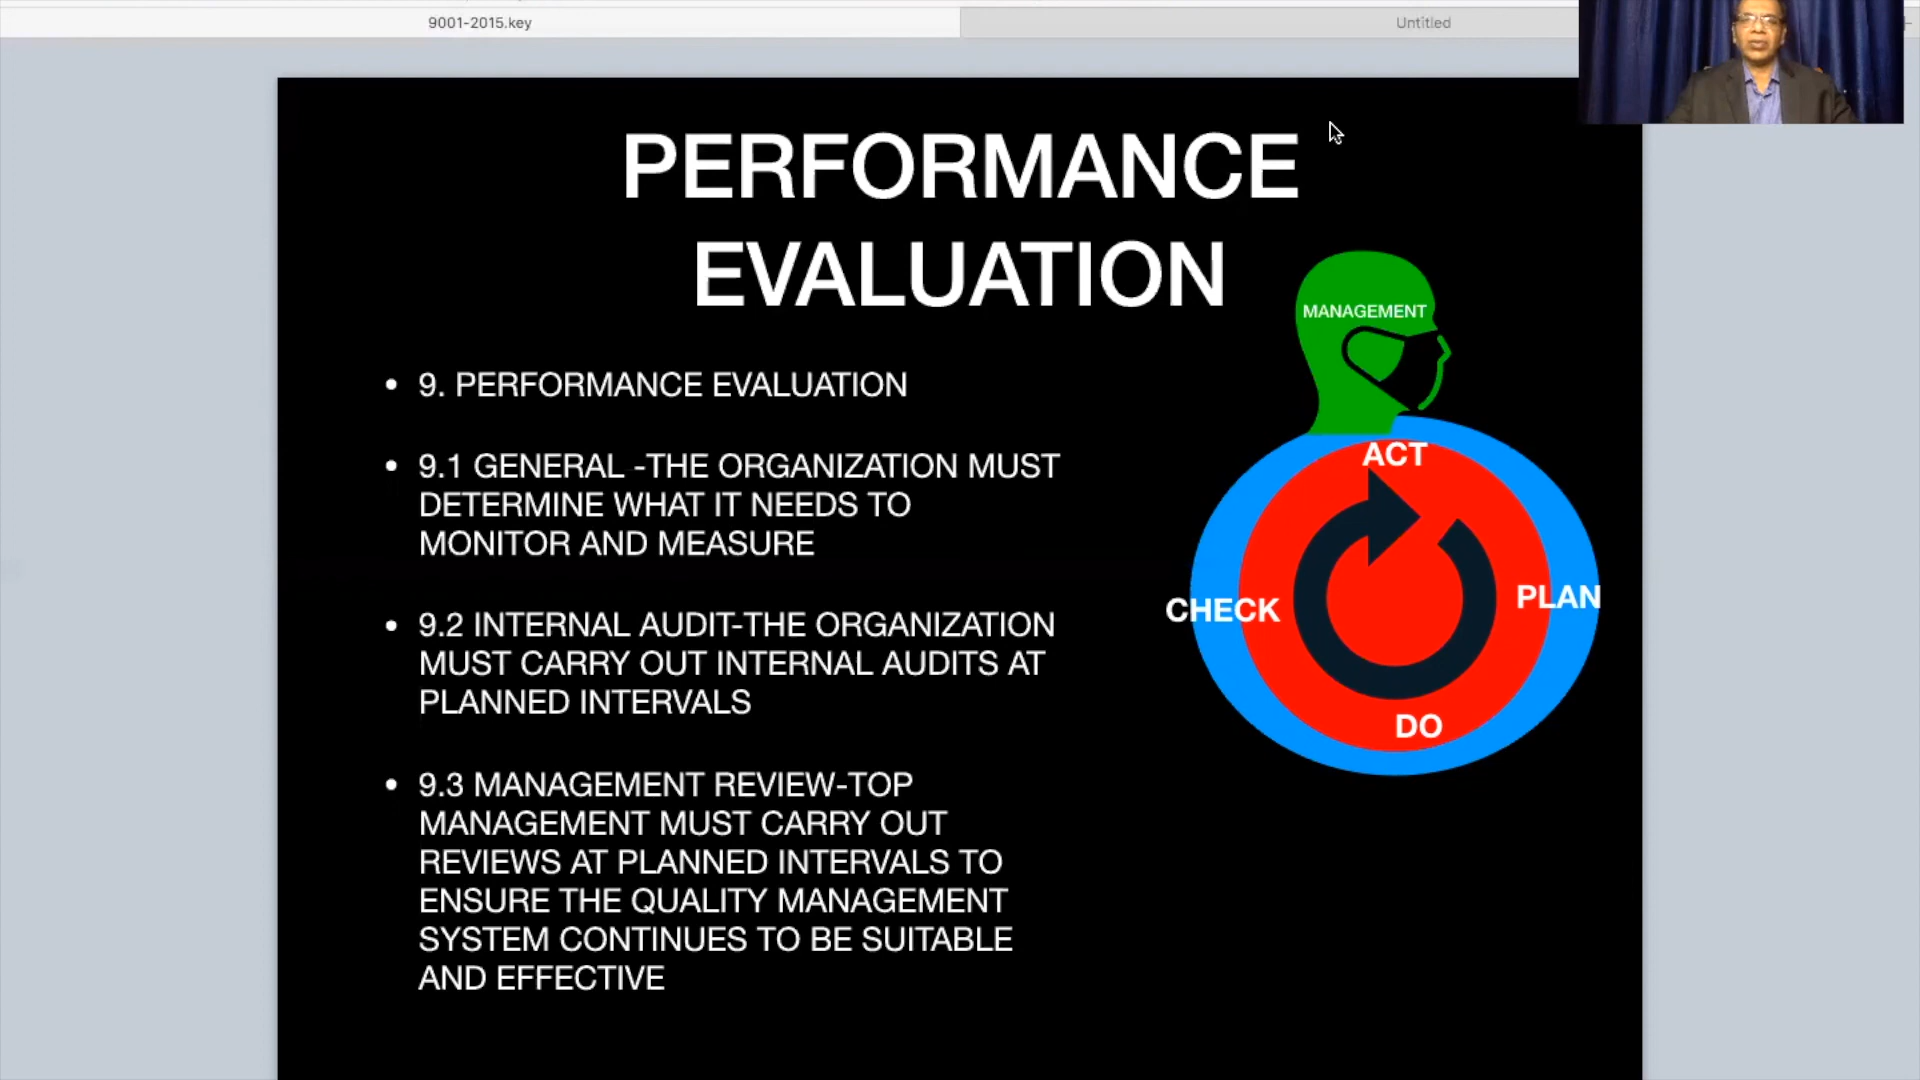 9001-2015.key
Untitled
PERFORMANCE
EVALUATION
• 9. PERFORMANCE EVALUATION
• 9.1 GENERAL -THE ORGANIZATION MUST
DETERMINE WHAT IT NEEDS TO
MONITOR AND MEASURE
• 9.2 INTERNAL AUDIT-THE ORGANIZATION
MUST CARRY OUT INTERNAL AUDITS AT
PLANNED INTERVALS
• 9.3 MANAGEMENT REVIEW-TOP
MANAGEMENT MUST CARRY OUT
REVIEWS AT PLANNED INTERVALS TO
ENSURE THE QUALITY MANAGEMENT
SYSTEM CONTINUES TO BE SUITABLE
AND EFFECTIVE
MANAGEMENT
ACT
CHECK
PLAN
DO